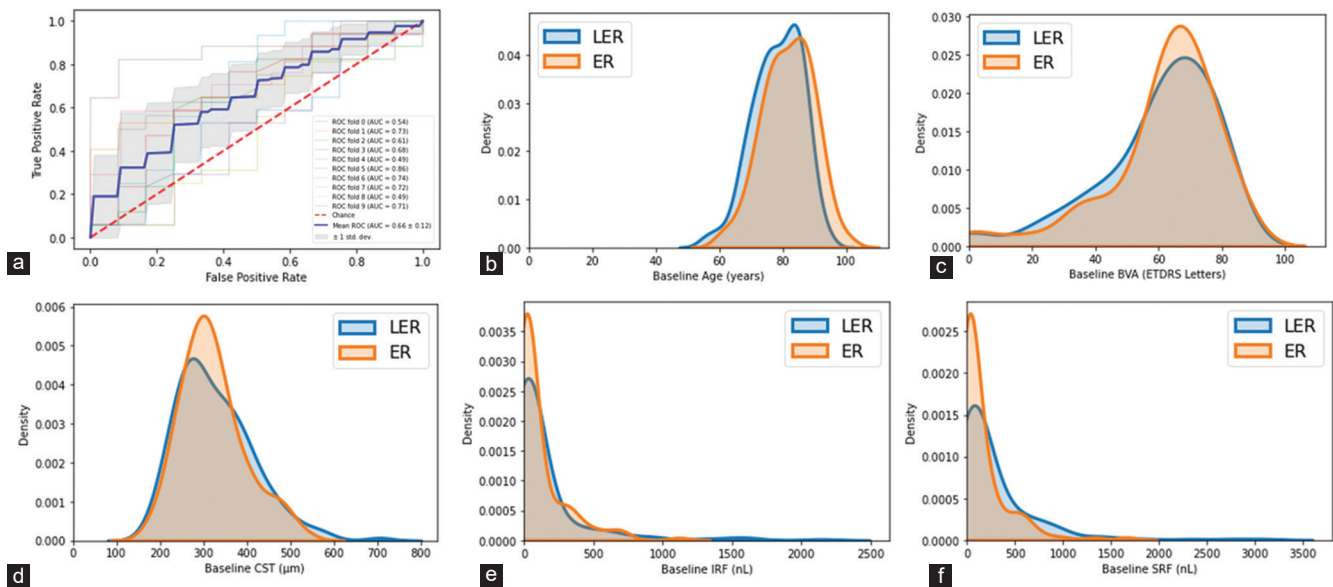 1.0
0.8
0.6
0.4
0.2
0.0
True Positive Rate
ROC fold 0 (AUC = 0.54)
ROC fold 1 (AUC = 0.73)
ROC fold 2 (AUC = 0.61)
ROC fold 3 (AUC = 0.68)
ROC fold 4 (AUC = 0.49)
ROC fold 5 (AUC = 0.86)
ROC fold 6 (AUC = 0.74)
ROC fold 7 (AUC = 0.72)
ROC fold 8 (AUC = 0.49)
ROC fold 9 (AUC = 0.71)
Chance
Mean ROC (AUC = 0.66 ± 0.12)
± 1 std. dev.
0.0 0.2 0.4 0.6 0.8 1.0
False Positive Rate
a
LER
ER
0.04
0.03
0.02
0.01
0.00
Density
0 20 40 60 80 100
Baseline Age (years)
b
LER
ER
0.030
0.025
0.020
0.015
0.010
0.005
0.000
Density
0 20 40 60 80 100
Baseline BVA (ETDRS Letters)
c
LER
ER
0.006
0.005
0.004
0.003
0.002
0.001
0.000
Density
0 100 200 300 400 500 600 700 800
Baseline CST (μm)
d
LER
ER
0.0035
0.0030
0.0025
0.0020
0.0015
0.0010
0.0005
0.0000
Density
0 500 1000 1500 2000 2500
Baseline IRF (nL)
e
LER
ER
0.0025
0.0020
0.0015
0.0010
0.0005
0.0000
Density
0 500 1000 1500 2000 2500 3000 3500
Baseline SRF (nL)
f